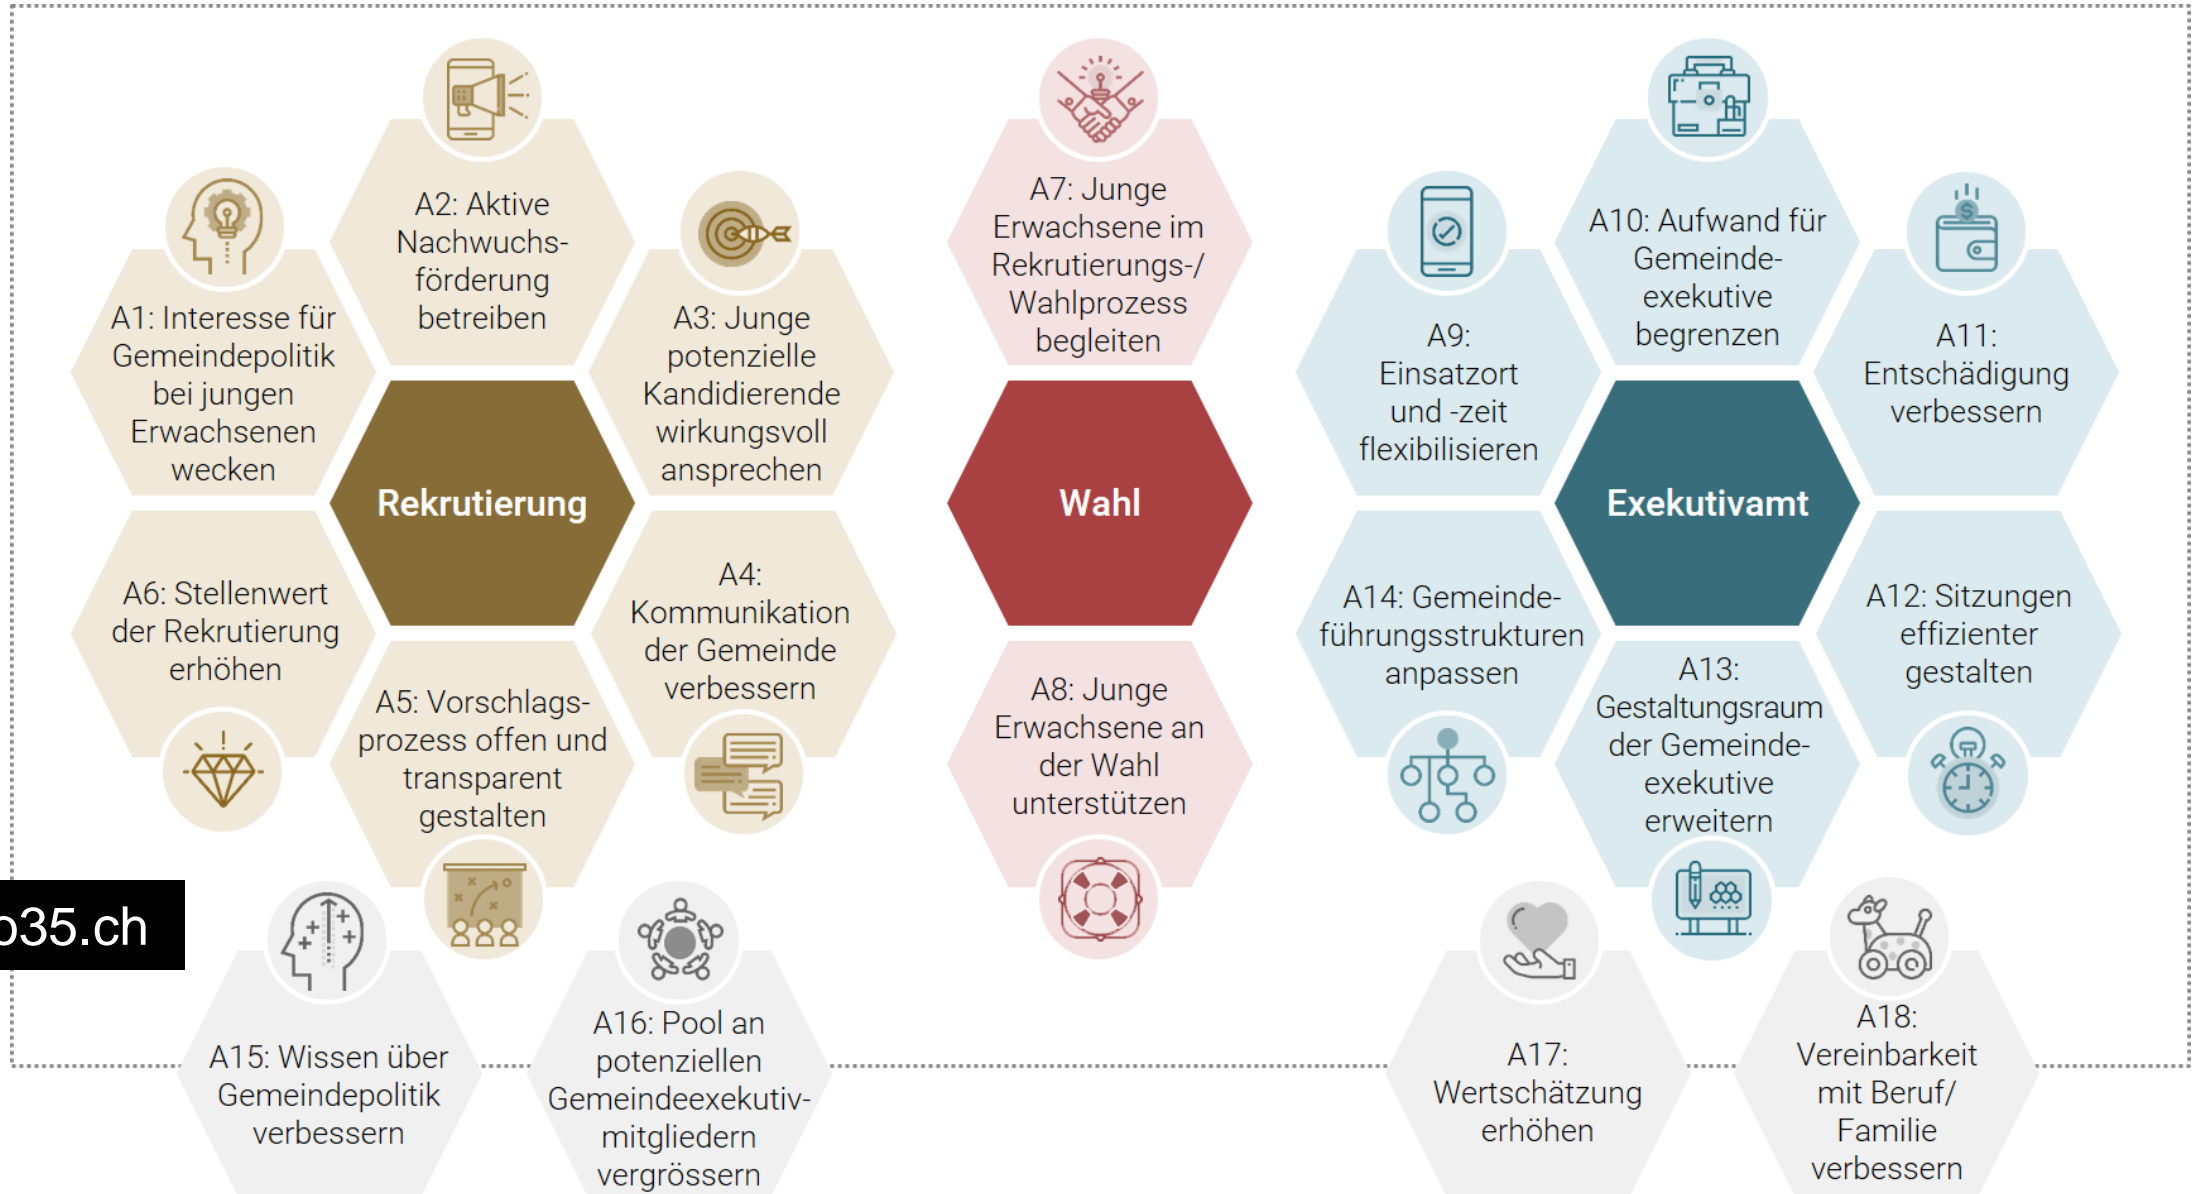 A1: Interesse für
Gemeindepolitik
bei jungen
Erwachsenen
wecken
A2: Aktive
Nachwuchs-
förderung
betreiben
A3: Junge
potenzielle
Kandidierende
wirkungsvoll
ansprechen
Rekrutierung
A6: Stellenwert
der Rekrutierung
erhöhen
A5: Vorschlags-
prozess offen und
transparent
gestalten
A4:
Kommunikation
der Gemeinde
verbessern
A7: Junge
Erwachsene im
Rekrutierungs-/
Wahlprozess
begleiten
Wahl
A8: Junge
Erwachsene an
der Wahl
unterstützen
A9:
Einsatzort
und -zeit
flexibilisieren
A10: Aufwand für
Gemeinde-
exekutive
begrenzen
A11:
Entschädigung
verbessern
Exekutivamt
A14: Gemeinde-
führungsstrukturen
anpassen
A13:
Gestaltungsraum
der Gemeinde-
exekutive
erweitern
A12: Sitzungen
effizienter
gestalten
o35.ch
A15: Wissen über
Gemeindepolitik
verbessern
A16: Pool an
potenziellen
Gemeindeexekutiv-
mitgliedern
vergrössern
A17:
Wertschätzung
erhöhen
A18:
Vereinbarkeit
mit Beruf/
Familie
verbessern